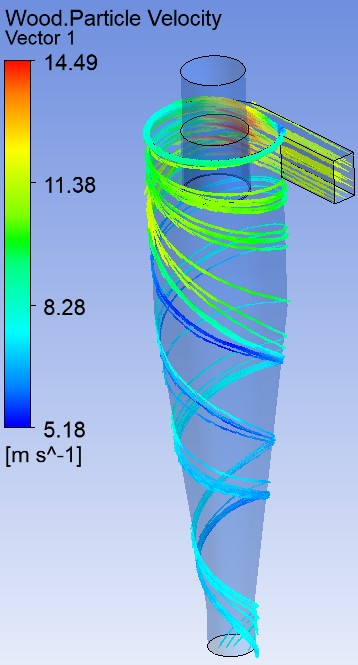 Wood.Particle Velocity
Vector 1
14.49
11.38
8.28
5.18
[m s^-1]